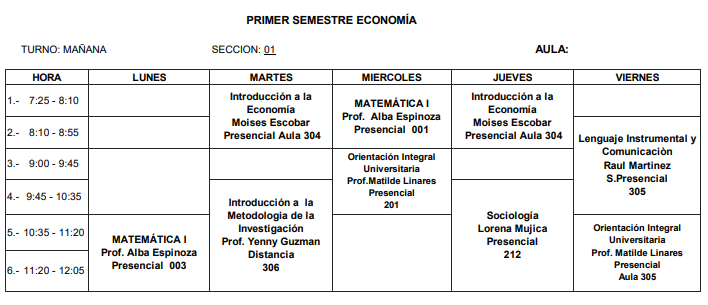 PRIMER SEMESTRE ECONOMÍA
TURNO: MAÑANA SECCION: 01 AULA:
HORA LUNES MARTES MIERCOLES JUEVES VIERNES
1.- 7:25 - 8:10
2.- 8:10 - 8:55
3.- 9:00 - 9:45
4.- 9:45 - 10:35
5.- 10:35 - 11:20
6.- 11:20 - 12:05
MATEMÁTICA I
Prof. Alba Espinoza
Presencial 003
Introducción a la
Economía
Moises Escobar
Presencial Aula 304
Introducción a la
Metodologia de la
Investigación
Prof. Yenny Guzman
Distancia
306
MATEMÁTICA I
Prof. Alba Espinoza
Presencial 001
Orientación Integral
Universitaria
Prof.Matilde Linares
Presencial
201
Introducción a la
Economía
Moises Escobar
Presencial Aula 304
Sociología
Lorena Mujica
Presencial
212
Lenguaje Instrumental y
Comunicaciòn
Raul Martinez
S.Presencial
305
Orientación Integral
Universitaria
Prof. Matilde Linares
Presencial
Aula 305